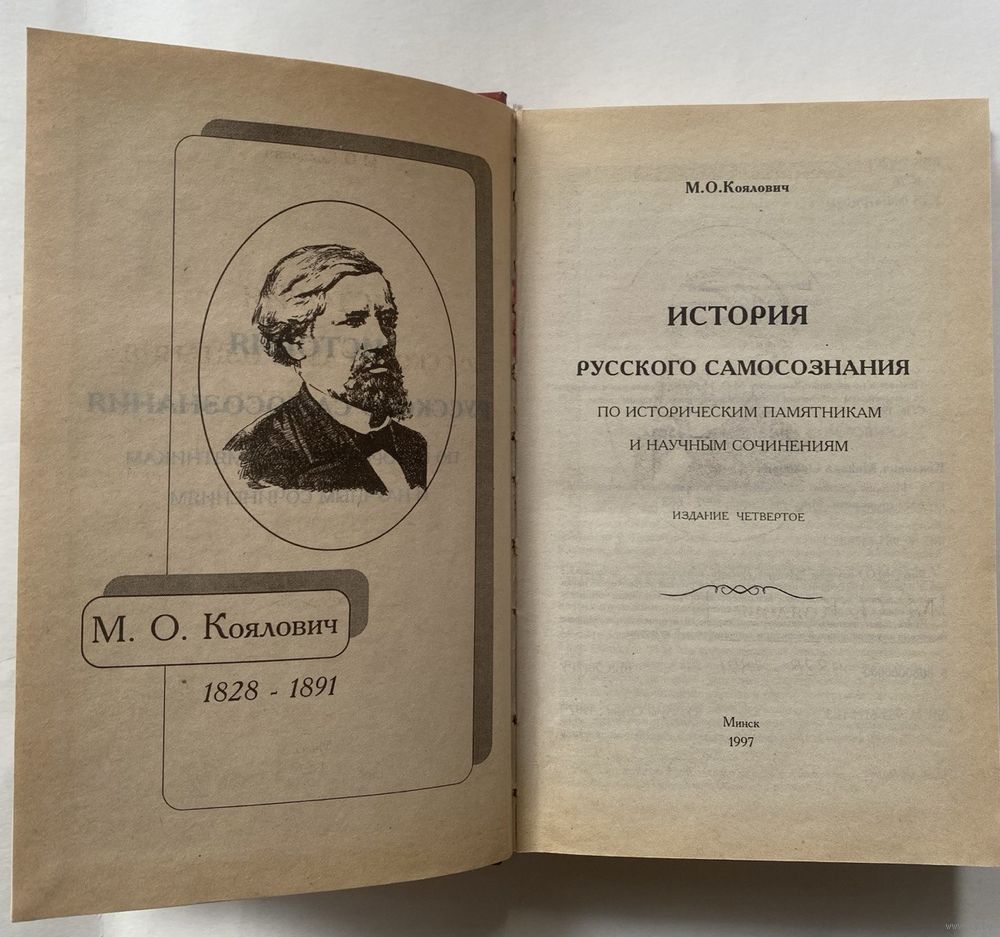 М. О. Коялович
1828 - 1891
М.О.Коялович
ИСТОРИЯ
РУССКОГО САМОСОЗНАНИЯ
ПО ИСТОРИЧЕСКИМ ПАМЯТНИКАМ
И НАУЧНЫМ СОЧИНЕНИЯМ
ИЗДАНИЕ ЧЕТВЕРТОЕ
Минск
1997